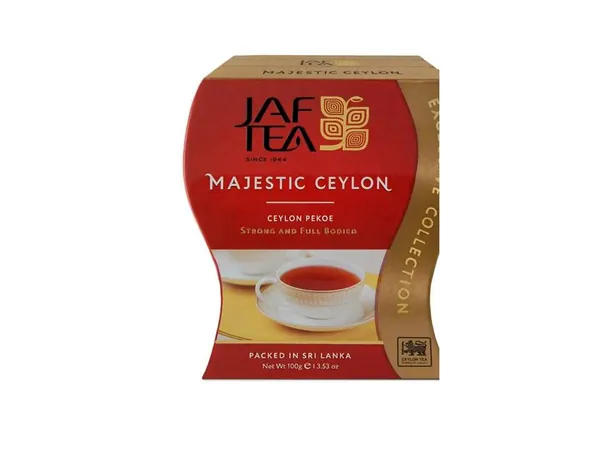 MAJESTIC CEYLON
JAF
TEA
SINCE 1944
MAJESTIC CEYLON
CEYLON PEKOE
STRONG AND FULL BODIED
EXCLUSIVE COLLECTION
PACKED IN SRI LANKA
Net Wt 100g ℮ | 3.53 oz
CEYLON TEA